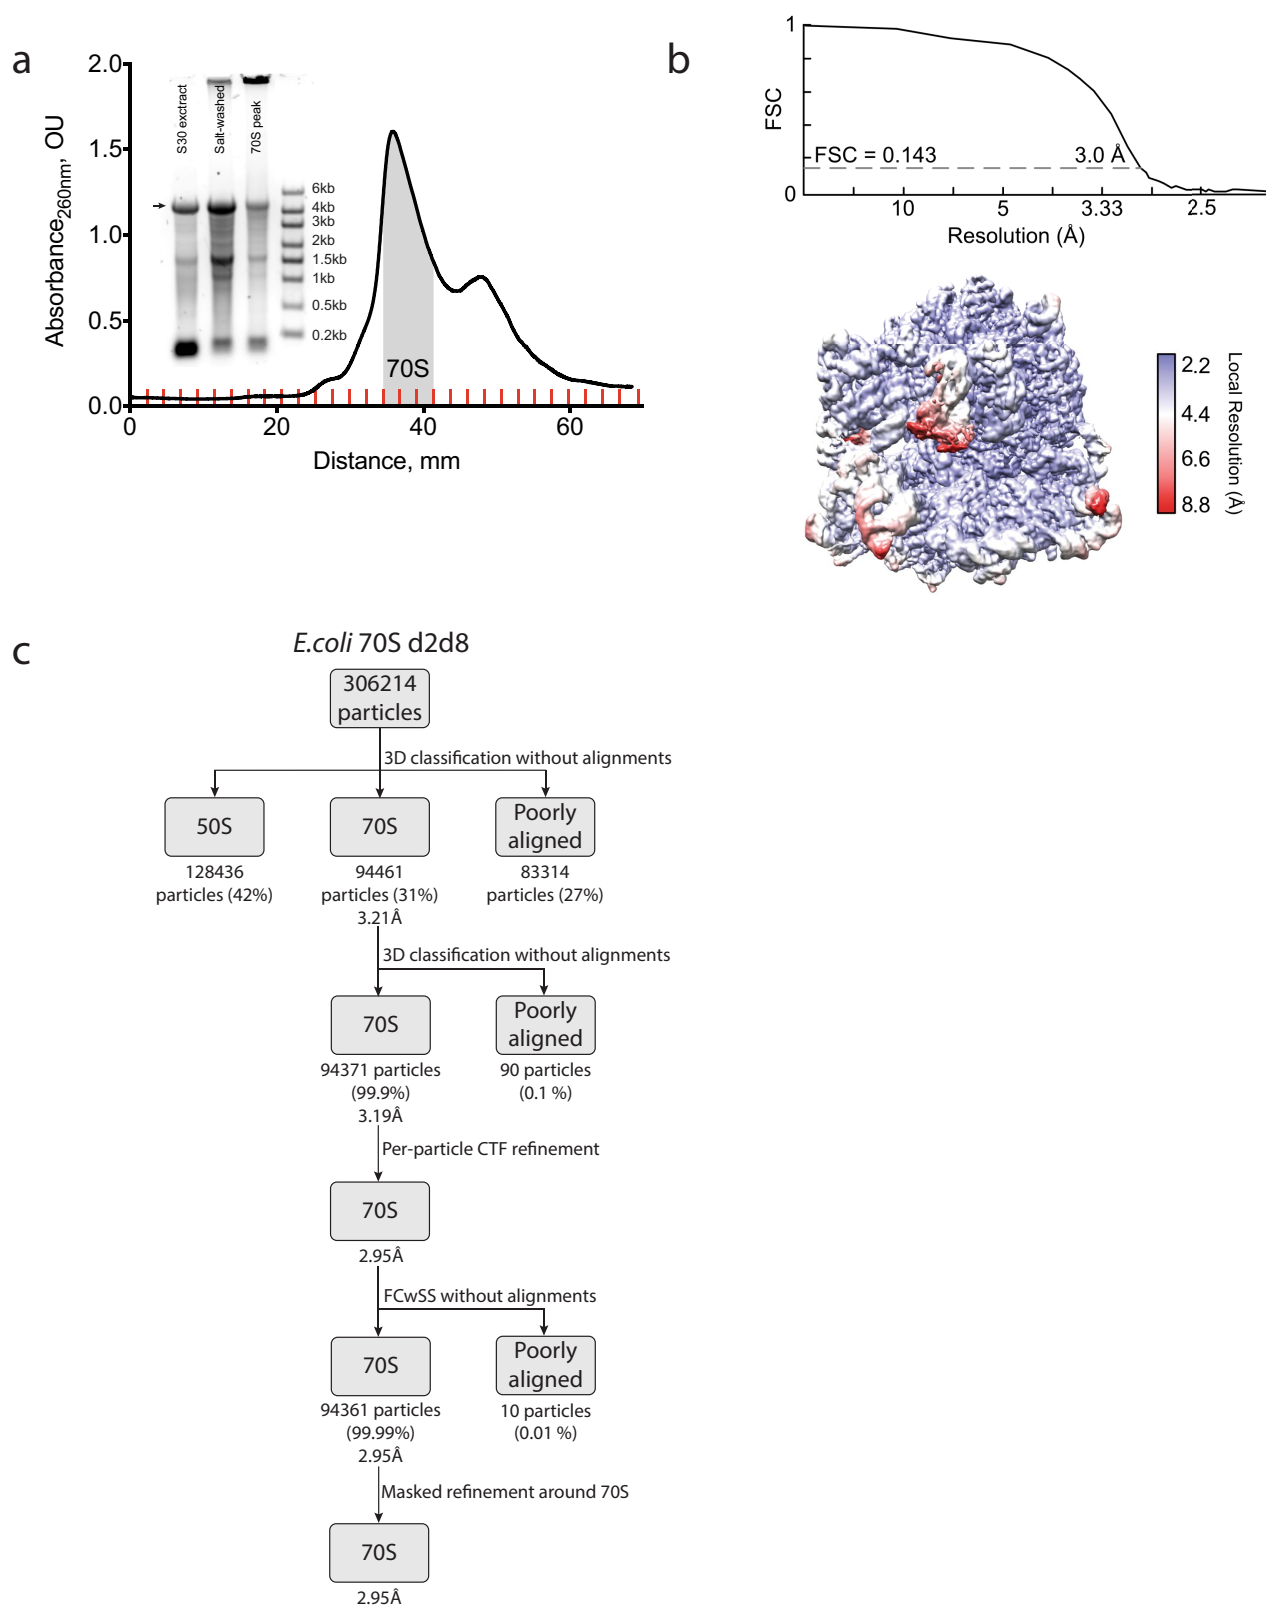 a
2.0
1.5
1.0
0.5
0.0
Absorbance260nm, OU
S30 exctract
Salt-washed
70S peak
6kb
4kb
3kb
2kb
1.5kb
1kb
0.5kb
0.2kb
70S
0
20
40
60
Distance, mm
b
1
FSC
0
FSC = 0.143
3.0 Å
10
5
3.33
2.5
Resolution (Å)
2.2
4.4
6.6
8.8
Local Resolution (Å)
c
E.coli 70S d2d8
306214
particles
3D classification without alignments
50S
70S
Poorly
aligned
128436
particles (42%)
94461
particles (31%)
3.21Å
83314
particles (27%)
3D classification without alignments
70S
Poorly
aligned
94371 particles
(99.9%)
3.19Å
90 particles
(0.1 %)
Per-particle CTF refinement
70S
2.95Å
FCwSS without alignments
70S
Poorly
aligned
94361 particles
(99.99%)
2.95Å
10 particles
(0.01 %)
Masked refinement around 70S
70S
2.95Å